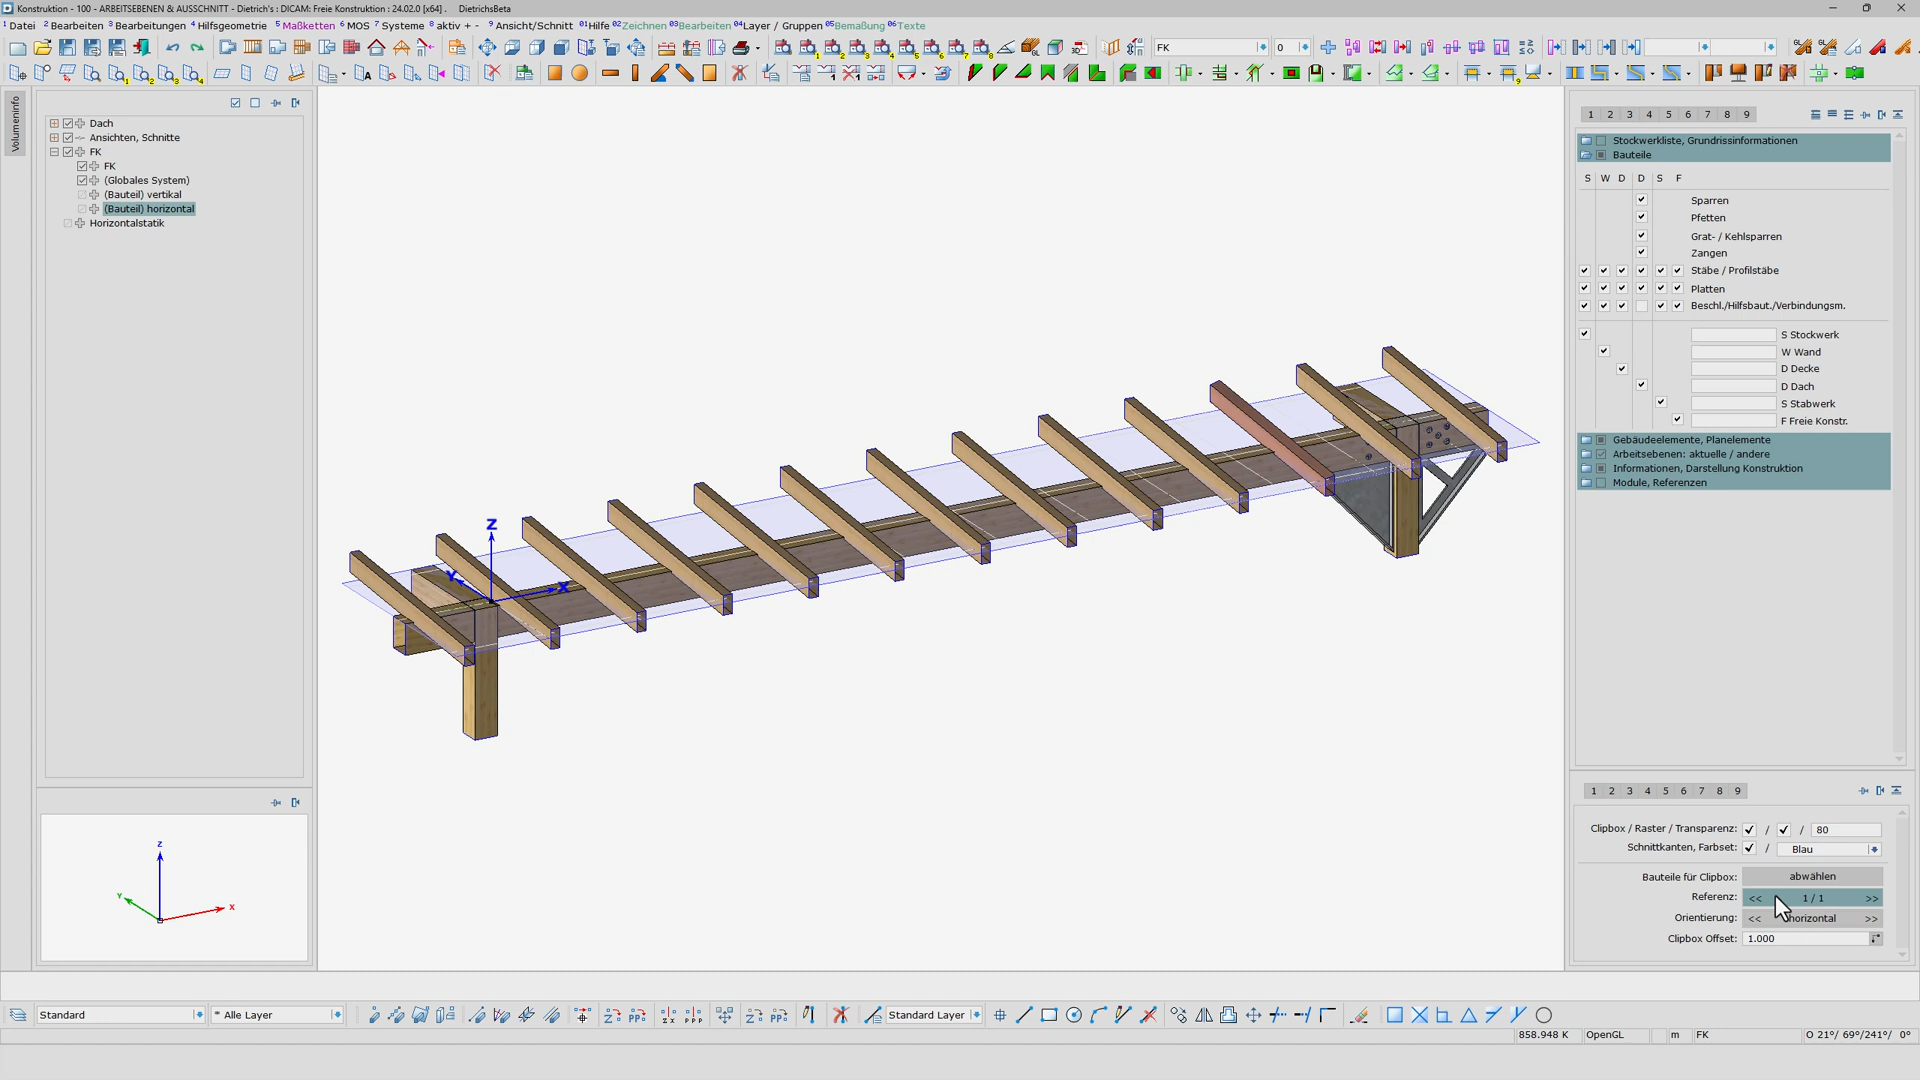 Konstruktion - 100 - ARBEITSEBENEN & AUSSCHNITT - Dietrich's : DICAM: Freie Konstruktion : 24.02.0 [x64] . DietrichsBeta
1 Datei 2 Bearbeiten 3 Bearbeitungen 4 Hilfsgeometrie 5 Maßketten 6 MOS 7 Systeme 8 aktiv + - 9 Ansicht/Schnitt 01 Hilfe 02 Zeichnen 03 Bearbeiten 04 Layer / Gruppen 05 Bemaßung 06 Texte
FK 0
Volumeninfo
Dach
Ansichten, Schnitte
FK
FK
(Globales System)
(Bauteil) vertikal
(Bauteil) horizontal
Horizontalstatik
Z
Y
X
Z
Y
X
1 2 3 4 5 6 7 8 9
Stockwerkliste, Grundrissinformationen
Bauteile
S W D D S F
Sparren
Pfetten
Grat- / Kehlsparren
Zangen
Stäbe / Profilstäbe
Platten
Beschl./Hilfsbaut./Verbindungsm.
S Stockwerk
W Wand
D Decke
D Dach
S Stabwerk
F Freie Konstr.
Gebäudeelemente, Planelemente
Arbeitsebenen: aktuelle / andere
Informationen, Darstellung Konstruktion
Module, Referenzen
1 2 3 4 5 6 7 8 9
Clipbox / Raster / Transparenz: / / 80
Schnittkanten, Farbset: / Blau
Bauteile für Clipbox: abwählen
Referenz: << 1 / 1 >>
Orientierung: << horizontal >>
Clipbox Offset: 1.000
Standard * Alle Layer Standard Layer
858.948 K OpenGL m FK O 21°/ 69°/241°/ 0°